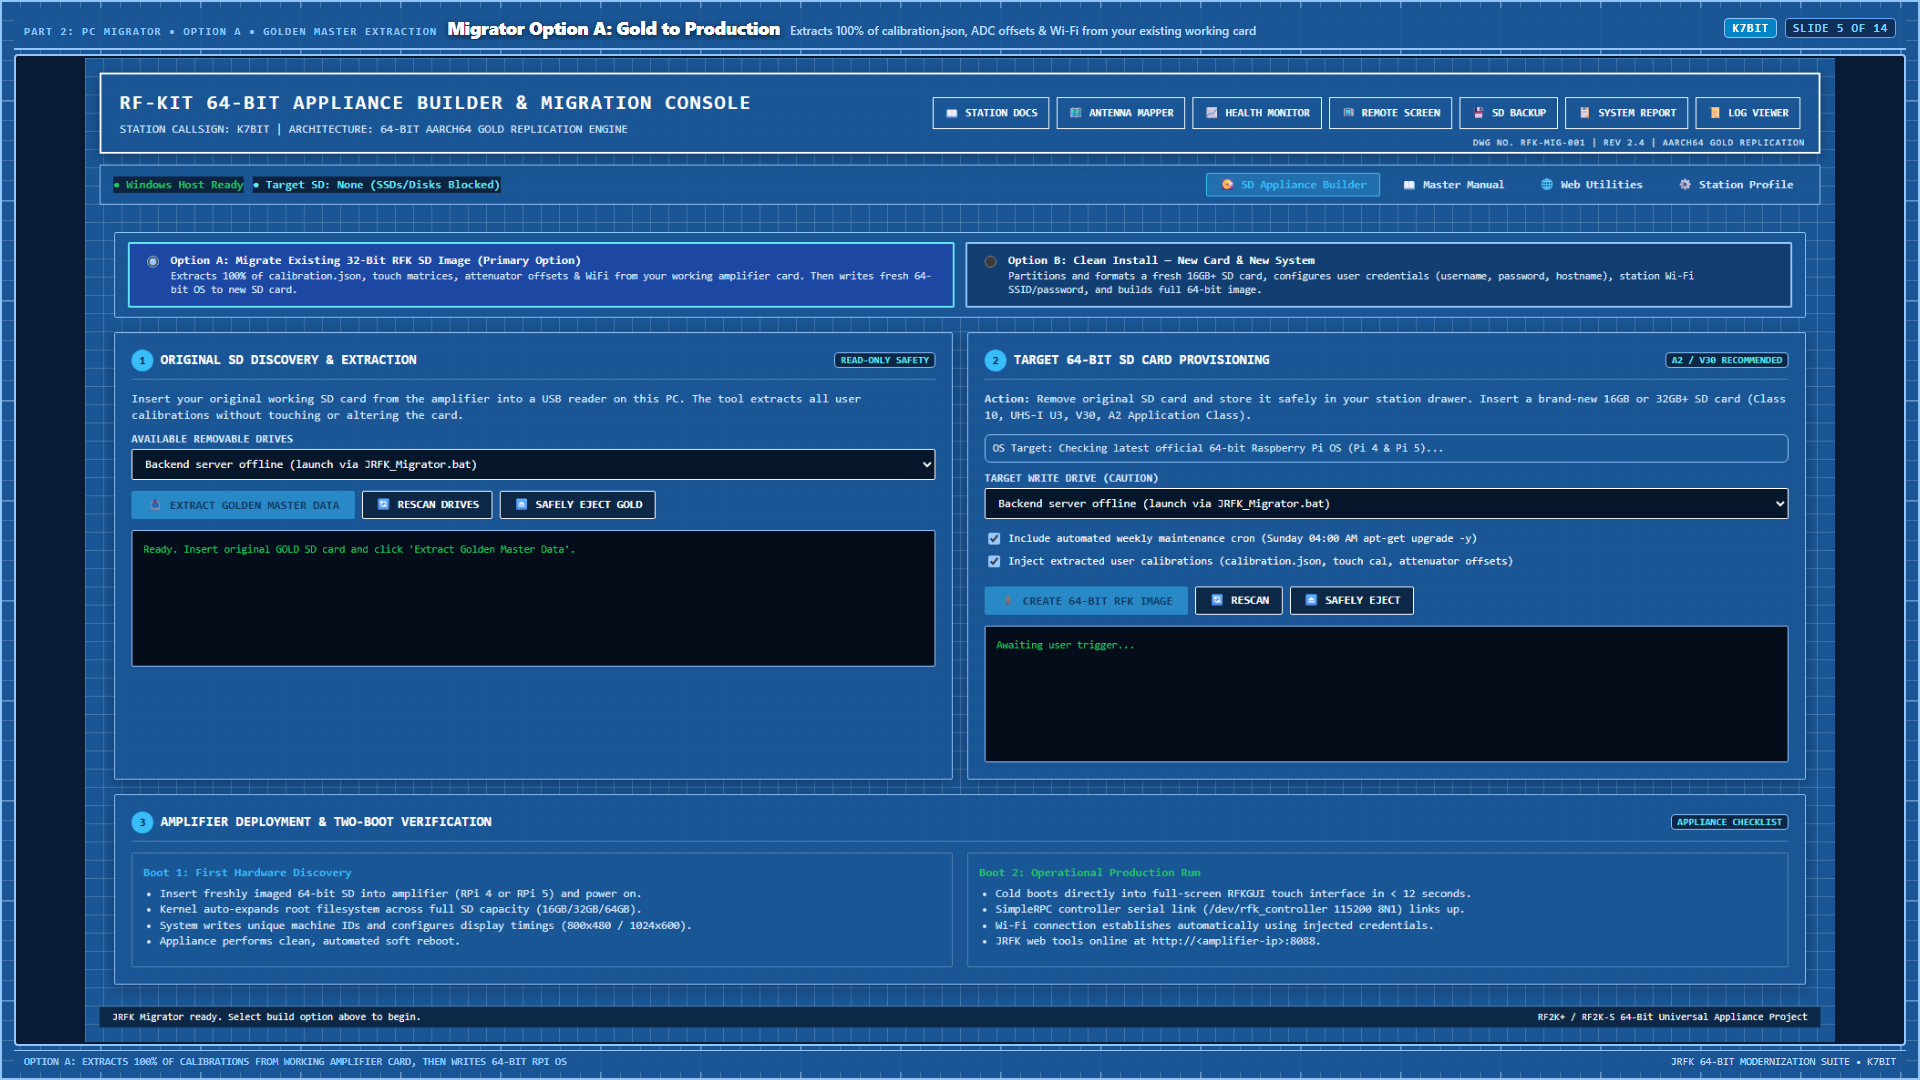 PART 2: PC MIGRATOR • OPTION A • GOLDEN MASTER EXTRACTION
Migrator Option A: Gold to Production
Extracts 100% of calibration.json, ADC offsets & Wi-Fi from your existing working card
K7BIT
SLIDE 5 OF 14
RF-KIT 64-BIT APPLIANCE BUILDER & MIGRATION CONSOLE
STATION CALLSIGN: K7BIT | ARCHITECTURE: 64-BIT AARCH64 GOLD REPLICATION ENGINE
STATION DOCS
ANTENNA MAPPER
HEALTH MONITOR
REMOTE SCREEN
SD BACKUP
SYSTEM REPORT
LOG VIEWER
DWG NO. RFK-MIG-001 | REV 2.4 | AARCH64 GOLD REPLICATION
• Windows Host Ready
• Target SD: None (SSDs/Disks Blocked)
SD Appliance Builder
Master Manual
Web Utilities
Station Profile
Option A: Migrate Existing 32-Bit RFK SD Image (Primary Option)
Extracts 100% of calibration.json, touch matrices, attenuator offsets & WiFi from your working amplifier card. Then writes fresh 64-
bit OS to new SD card.
Option B: Clean Install — New Card & New System
Partitions and formats a fresh 16GB+ SD card, configures user credentials (username, password, hostname), station Wi-Fi
SSID/password, and builds full 64-bit image.
1 ORIGINAL SD DISCOVERY & EXTRACTION
READ-ONLY SAFETY
Insert your original working SD card from the amplifier into a USB reader on this PC. The tool extracts all user
calibrations without touching or altering the card.
AVAILABLE REMOVABLE DRIVES
Backend server offline (launch via JRFK_Migrator.bat)
EXTRACT GOLDEN MASTER DATA
RESCAN DRIVES
SAFELY EJECT GOLD
Ready. Insert original GOLD SD card and click 'Extract Golden Master Data'.
2 TARGET 64-BIT SD CARD PROVISIONING
A2 / V30 RECOMMENDED
Action: Remove original SD card and store it safely in your station drawer. Insert a brand-new 16GB or 32GB+ SD card (Class
10, UHS-I U3, V30, A2 Application Class).
OS Target: Checking latest official 64-bit Raspberry Pi OS (Pi 4 & Pi 5)...
TARGET WRITE DRIVE (CAUTION)
Backend server offline (launch via JRFK_Migrator.bat)
Include automated weekly maintenance cron (Sunday 04:00 AM apt-get upgrade -y)
Inject extracted user calibrations (calibration.json, touch cal, attenuator offsets)
CREATE 64-BIT RFK IMAGE
RESCAN
SAFELY EJECT
Awaiting user trigger...
3 AMPLIFIER DEPLOYMENT & TWO-BOOT VERIFICATION
APPLIANCE CHECKLIST
Boot 1: First Hardware Discovery
• Insert freshly imaged 64-bit SD into amplifier (RPi 4 or RPi 5) and power on.
• Kernel auto-expands root filesystem across full SD capacity (16GB/32GB/64GB).
• System writes unique machine IDs and configures display timings (800x480 / 1024x600).
• Appliance performs clean, automated soft reboot.
Boot 2: Operational Production Run
• Cold boots directly into full-screen RFKGUI touch interface in < 12 seconds.
• SimpleRPC controller serial link (/dev/rfk_controller 115200 8N1) links up.
• Wi-Fi connection establishes automatically using injected credentials.
• JRFK web tools online at http://<amplifier-ip>:8088.
JRFK Migrator ready. Select build option above to begin.
RF2K+ / RF2K-S 64-Bit Universal Appliance Project
OPTION A: EXTRACTS 100% OF CALIBRATIONS FROM WORKING AMPLIFIER CARD, THEN WRITES 64-BIT RPI OS
JRFK 64-BIT MODERNIZATION SUITE • K7BIT